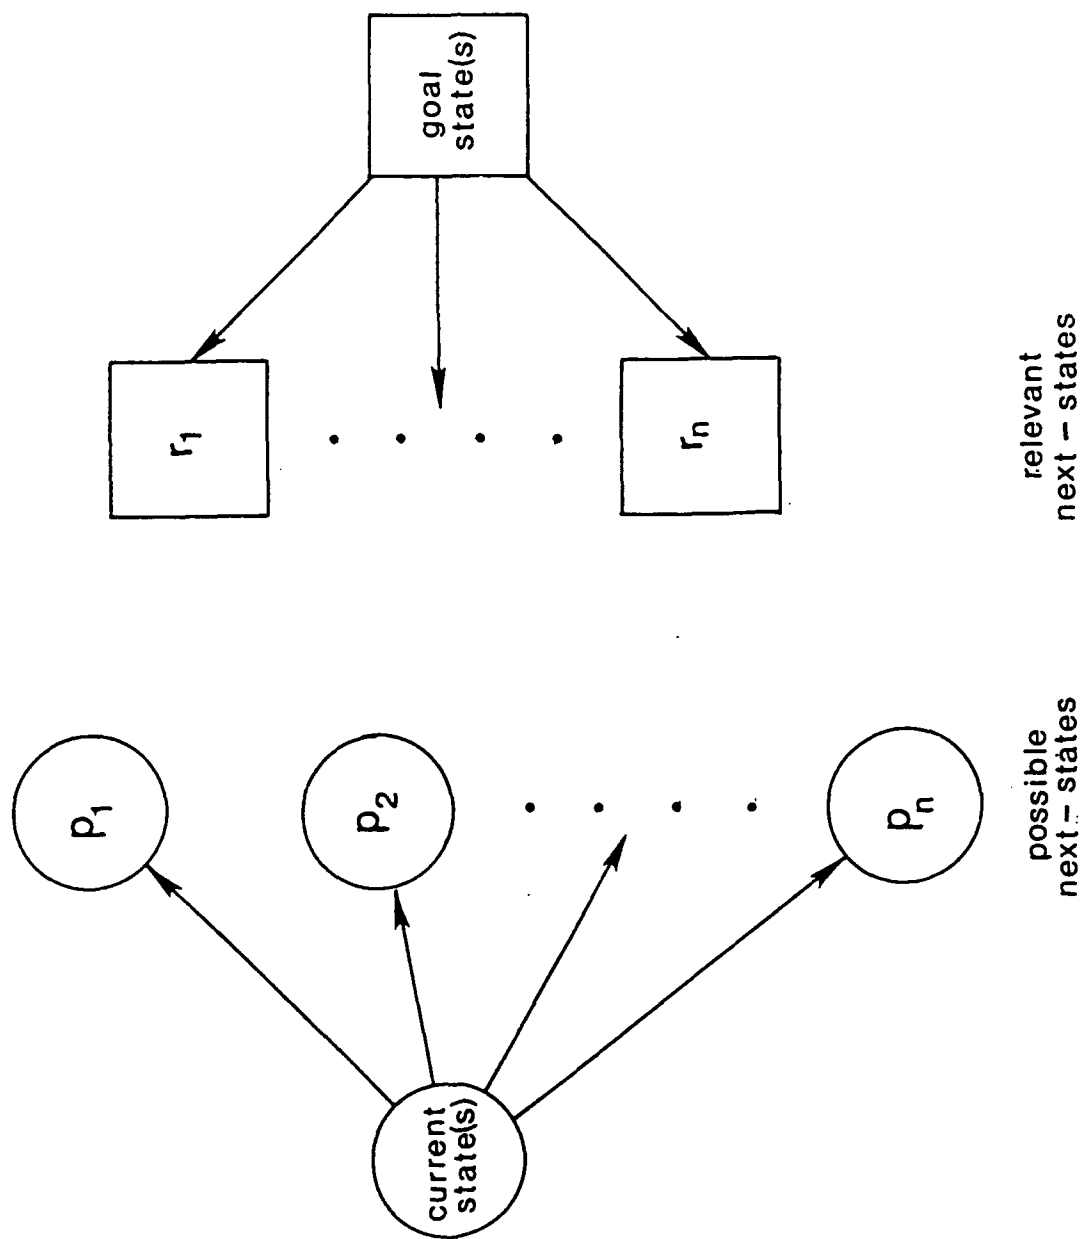 p1
p2
pn
current
state(s)
possible
next – states
r1
rn
goal
state(s)
relevant
next – states